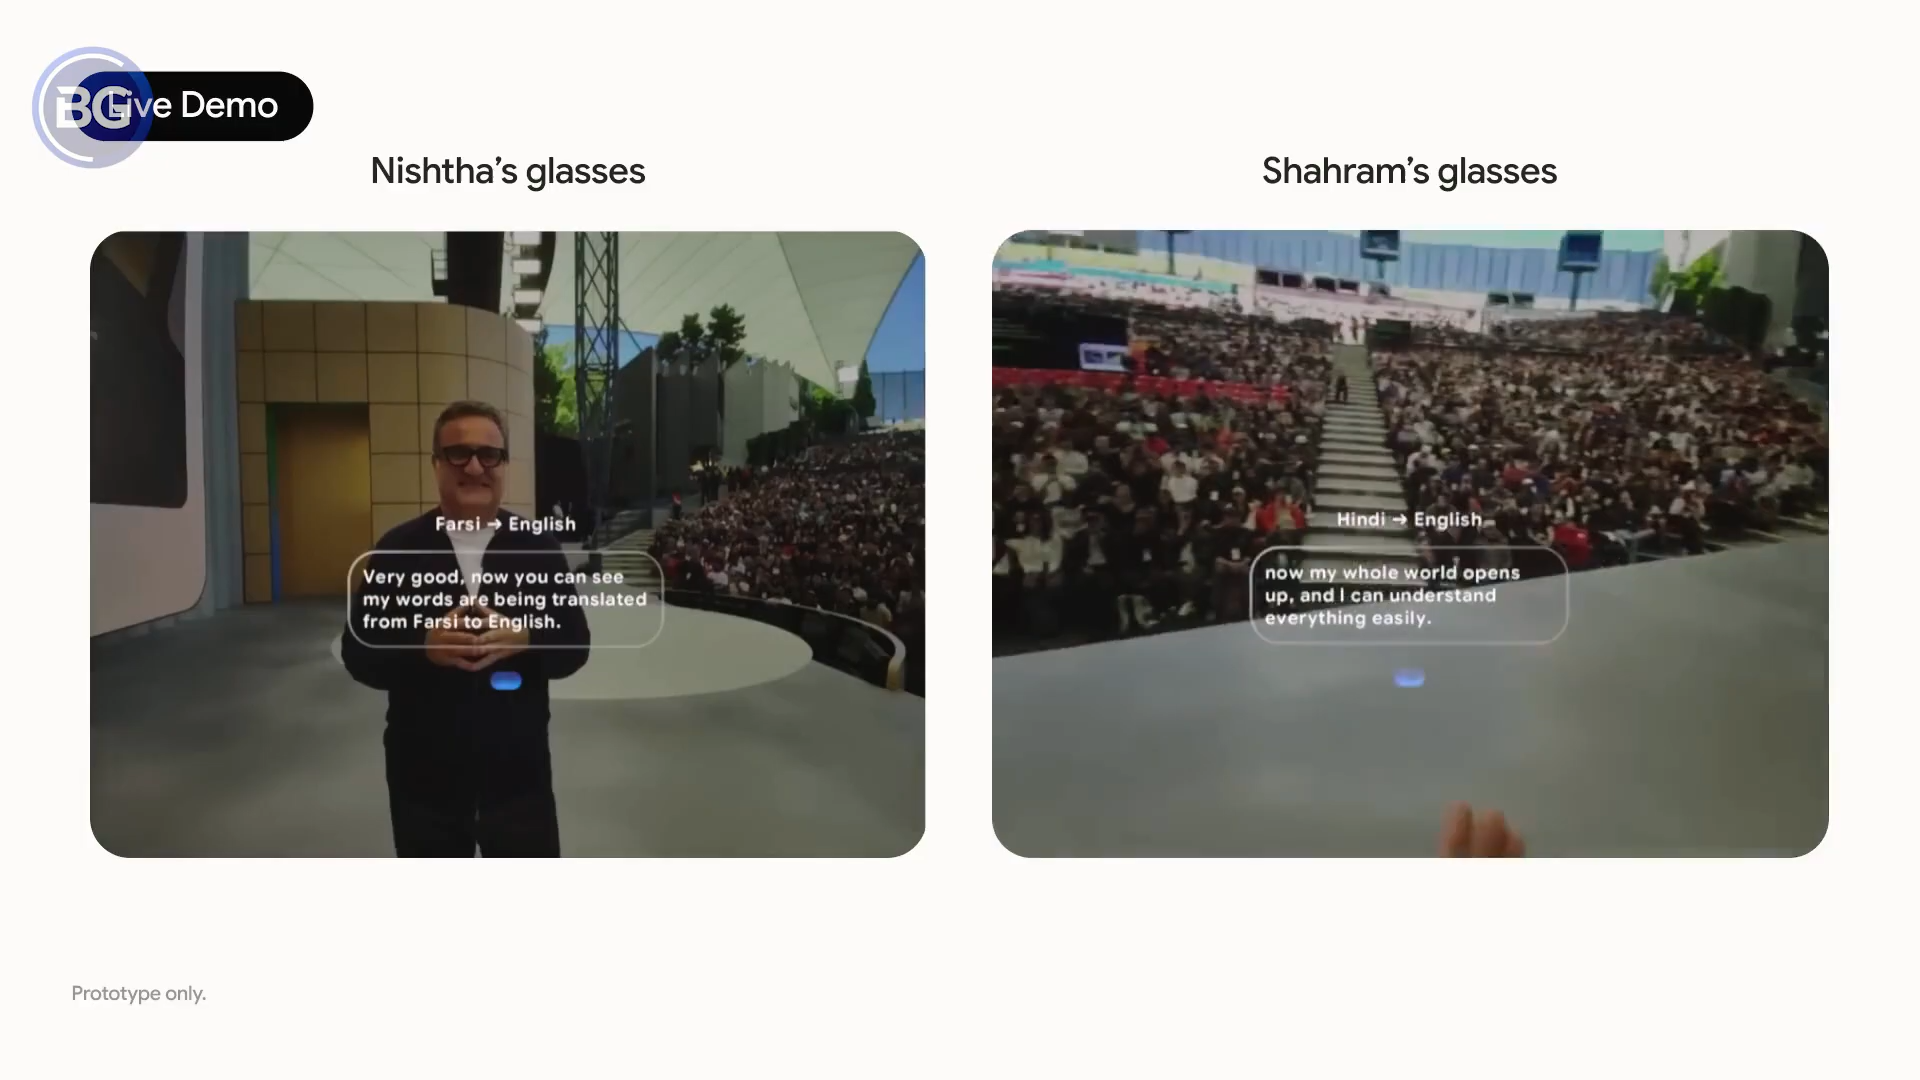 BG
Live Demo
Nishtha's glasses
Shahram's glasses
Farsi → English
Very good, now you can see
my words are being translated
from Farsi to English.
Hindi → English
now my whole world opens
up, and I can understand
everything easily.
Prototype only.